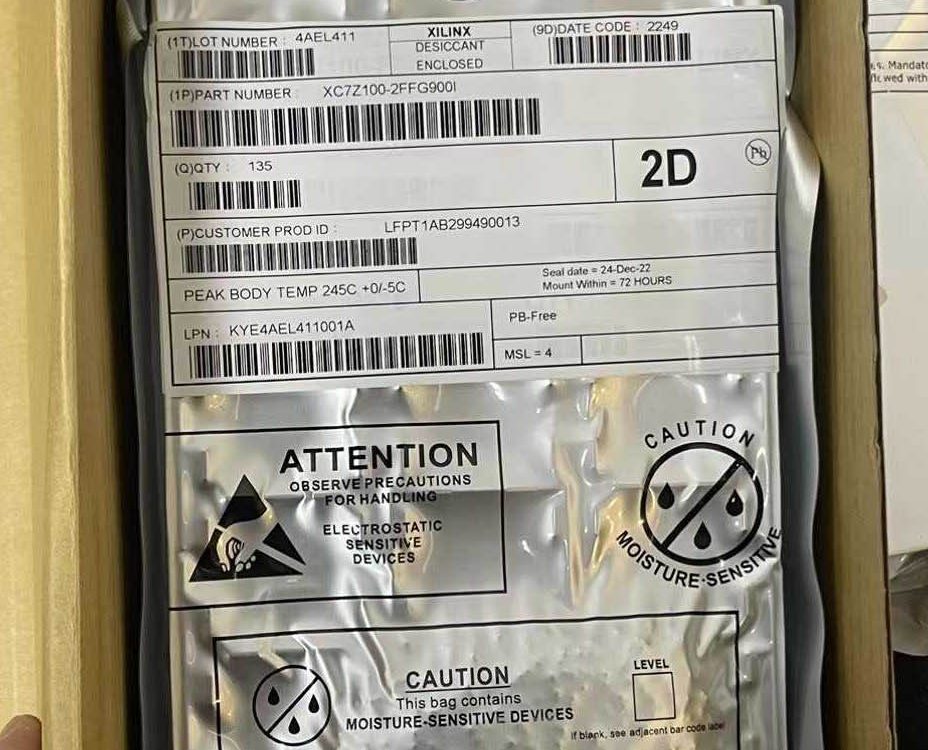 (1T)LOT NUMBER : 4AEL411
XILINX
DESICCANT
ENCLOSED
(9D)DATE CODE : 2249
(1P)PART NUMBER : XC7Z100-2FFG900I
(Q)QTY : 135
2D
Pb
(P)CUSTOMER PROD ID : LFPT1AB299490013
PEAK BODY TEMP 245C +0/-5C
Seal date = 24-Dec-22
Mount Within = 72 HOURS
LPN : KYE4AEL411001A
PB-Free
MSL = 4
ATTENTION
OBSERVE PRECAUTIONS
FOR HANDLING
ELECTROSTATIC
SENSITIVE
DEVICES
CAUTION
MOISTURE-SENSITIVE
CAUTION
This bag contains
MOISTURE-SENSITIVE DEVICES
LEVEL
If blank, see adjacent bar code label